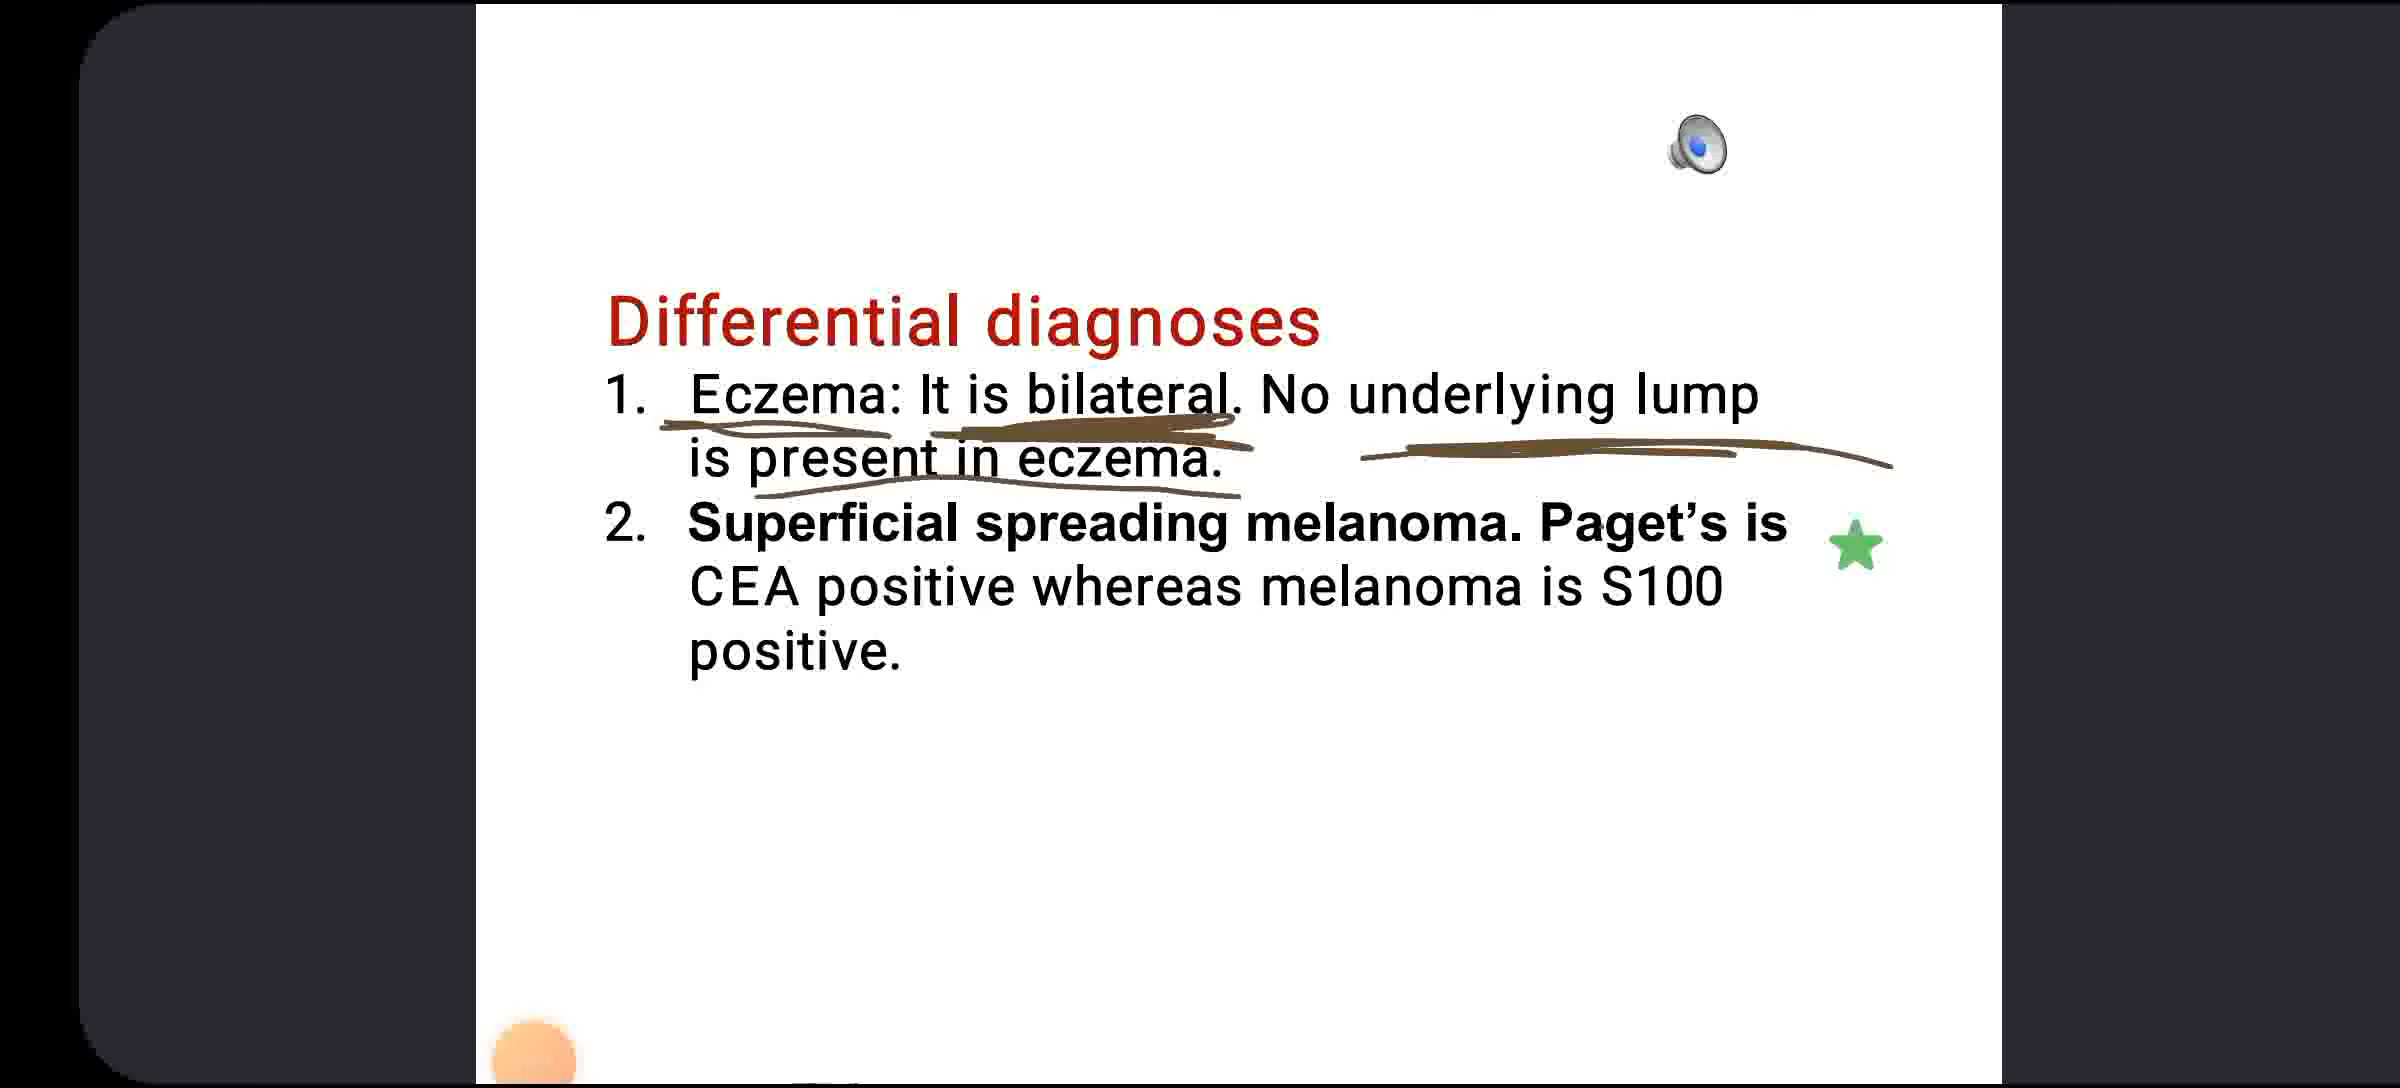 Differential diagnoses
1. Eczema: It is bilateral. No underlying lump
is present in eczema.
2. Superficial spreading melanoma. Paget’s is
CEA positive whereas melanoma is S100
positive.